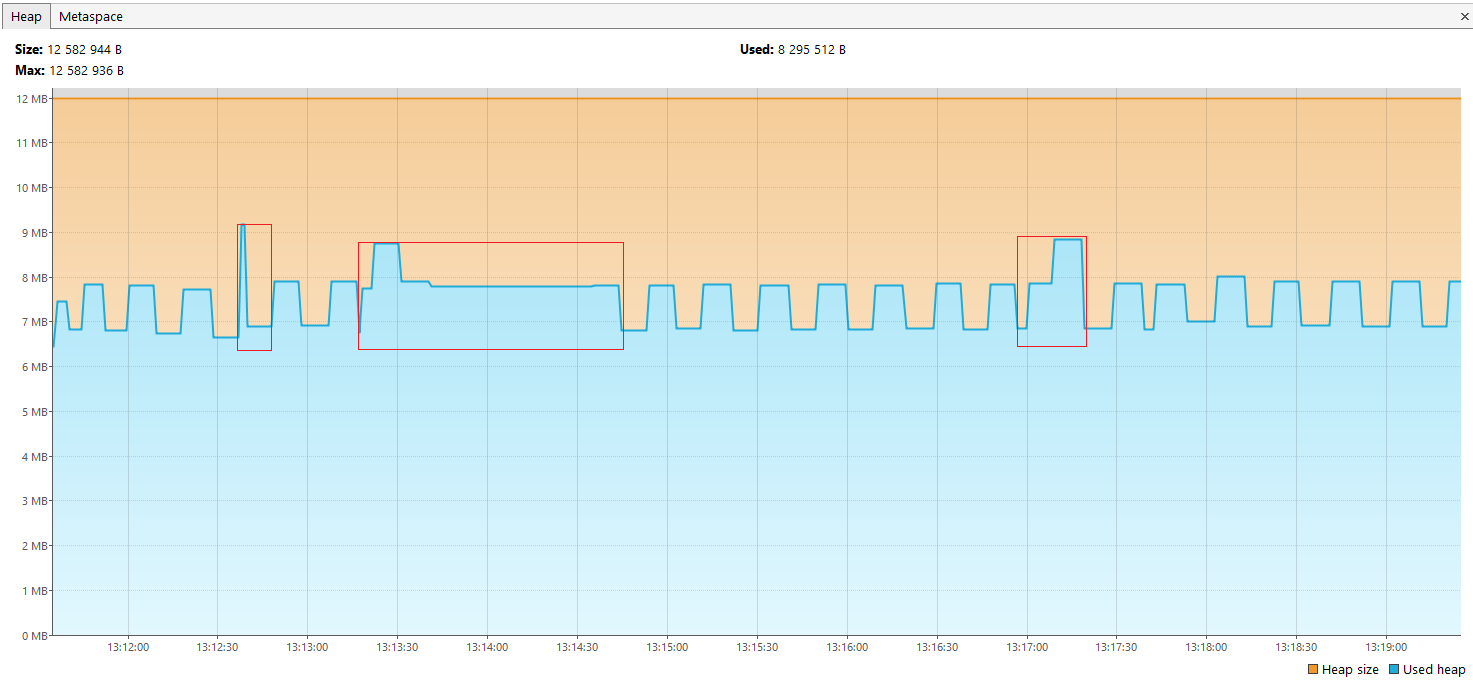 Heap Metaspace ×
Size: 12 582 944 B Used: 8 295 512 B
Max: 12 582 936 B
12 MB
11 MB
10 MB
9 MB
8 MB
7 MB
6 MB
5 MB
4 MB
3 MB
2 MB
1 MB
0 MB
13:12:00 13:12:30 13:13:00 13:13:30 13:14:00 13:14:30 13:15:00 13:15:30 13:16:00 13:16:30 13:17:00 13:17:30 13:18:00 13:18:30 13:19:00
Heap size Used heap